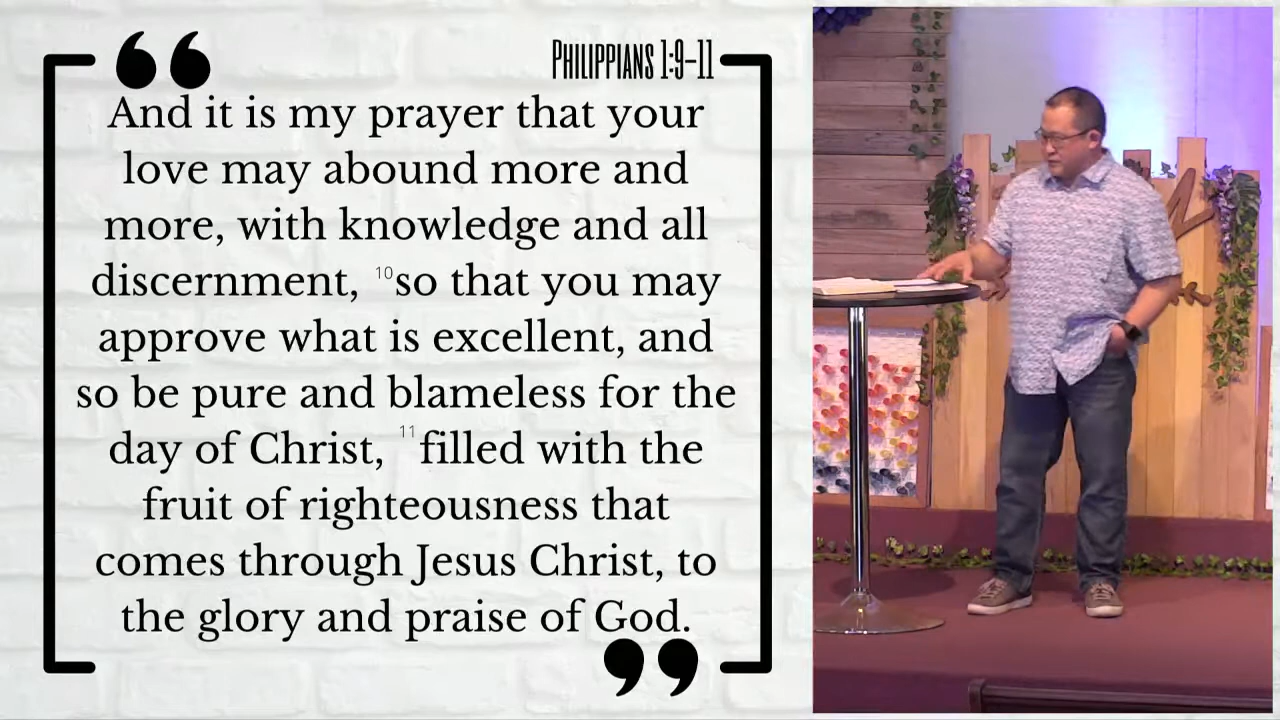 Philippians 1:9–11
And it is my prayer that your
love may abound more and
more, with knowledge and all
discernment, ¹⁰so that you may
approve what is excellent, and
so be pure and blameless for the
day of Christ, ¹¹filled with the
fruit of righteousness that
comes through Jesus Christ, to
the glory and praise of God.